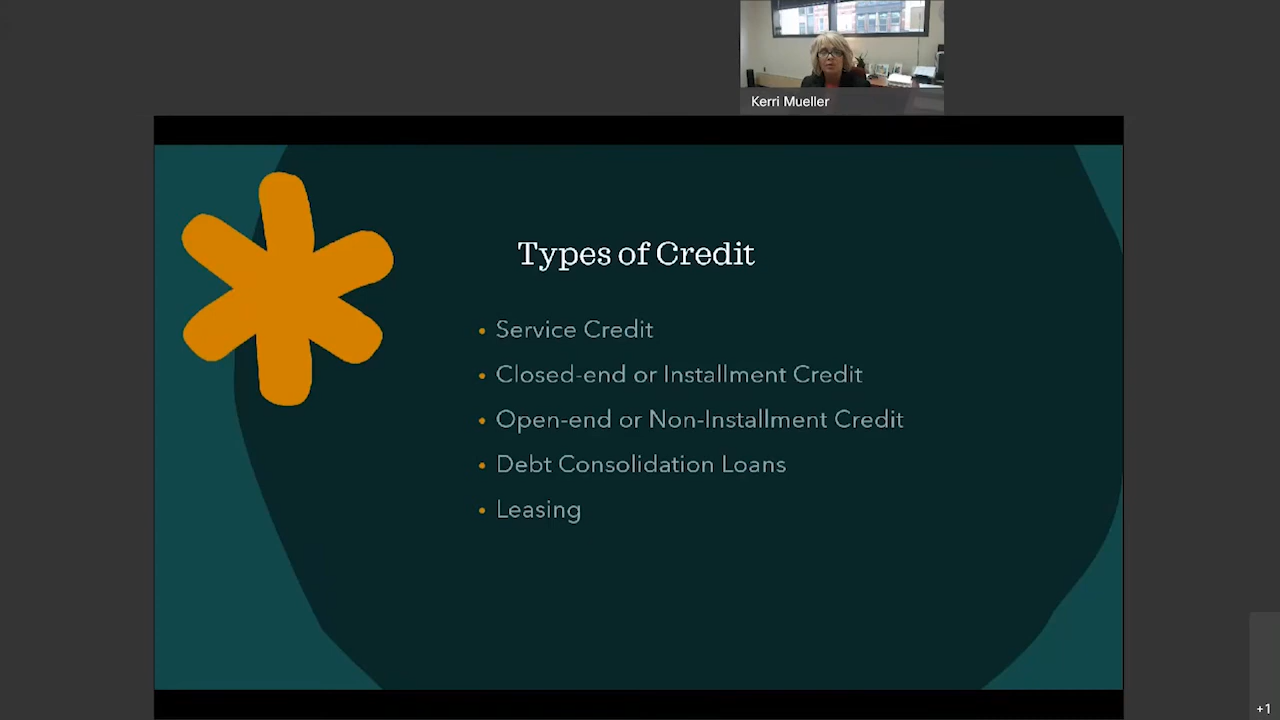 Kerri Mueller
Types of Credit
• Service Credit
• Closed-end or Installment Credit
• Open-end or Non-Installment Credit
• Debt Consolidation Loans
• Leasing
+1